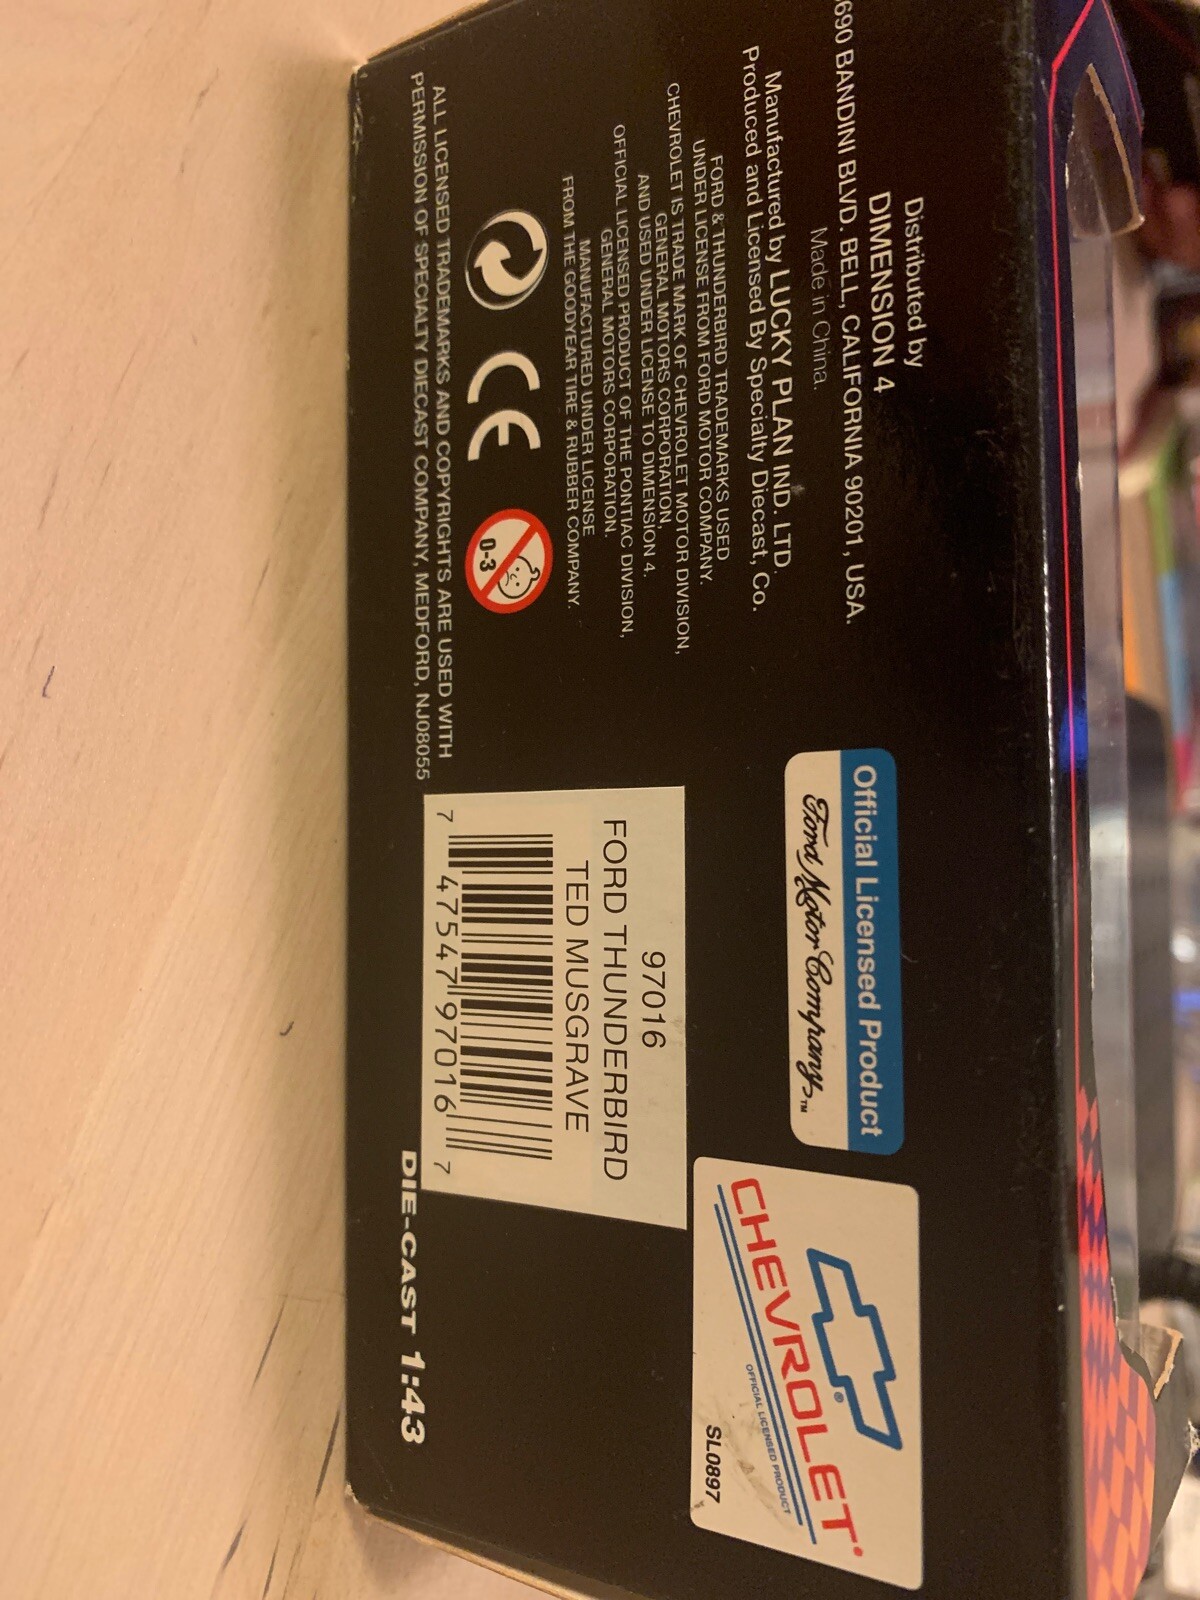 Distributed by
DIMENSION 4
690 BANDINI BLVD. BELL, CALIFORNIA 90201, USA.
Made in China.
Manufactured by LUCKY PLAN IND. LTD.
Produced and Licensed By Specialty Diecast, Co.
FORD & THUNDERBIRD TRADEMARKS USED
UNDER LICENSE FROM FORD MOTOR COMPANY.
CHEVROLET IS TRADE MARK OF CHEVROLET MOTOR DIVISION,
GENERAL MOTORS CORPORATION,
AND USED UNDER LICENSE TO DIMENSION 4.
OFFICIAL LICENSED PRODUCT OF THE PONTIAC DIVISION,
GENERAL MOTORS CORPORATION.
MANUFACTURED UNDER LICENSE
FROM THE GOODYEAR TIRE & RUBBER COMPANY.
CE
0-3
ALL LICENSED TRADEMARKS AND COPYRIGHTS ARE USED WITH
PERMISSION OF SPECIALTY DIECAST COMPANY, MEDFORD, NJ08055
Official Licensed Product
Ford Motor Company™
97016
FORD THUNDERBIRD
TED MUSGRAVE
7 47547 97016 7
CHEVROLET
®
OFFICIAL LICENSED PRODUCT
SL0897
DIE-CAST 1:43